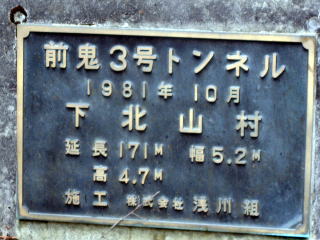 前鬼3号トンネル
1981年 10月
下北山村
延長171M 幅5.2M
高4.7M
施工 株式会社 浅川組